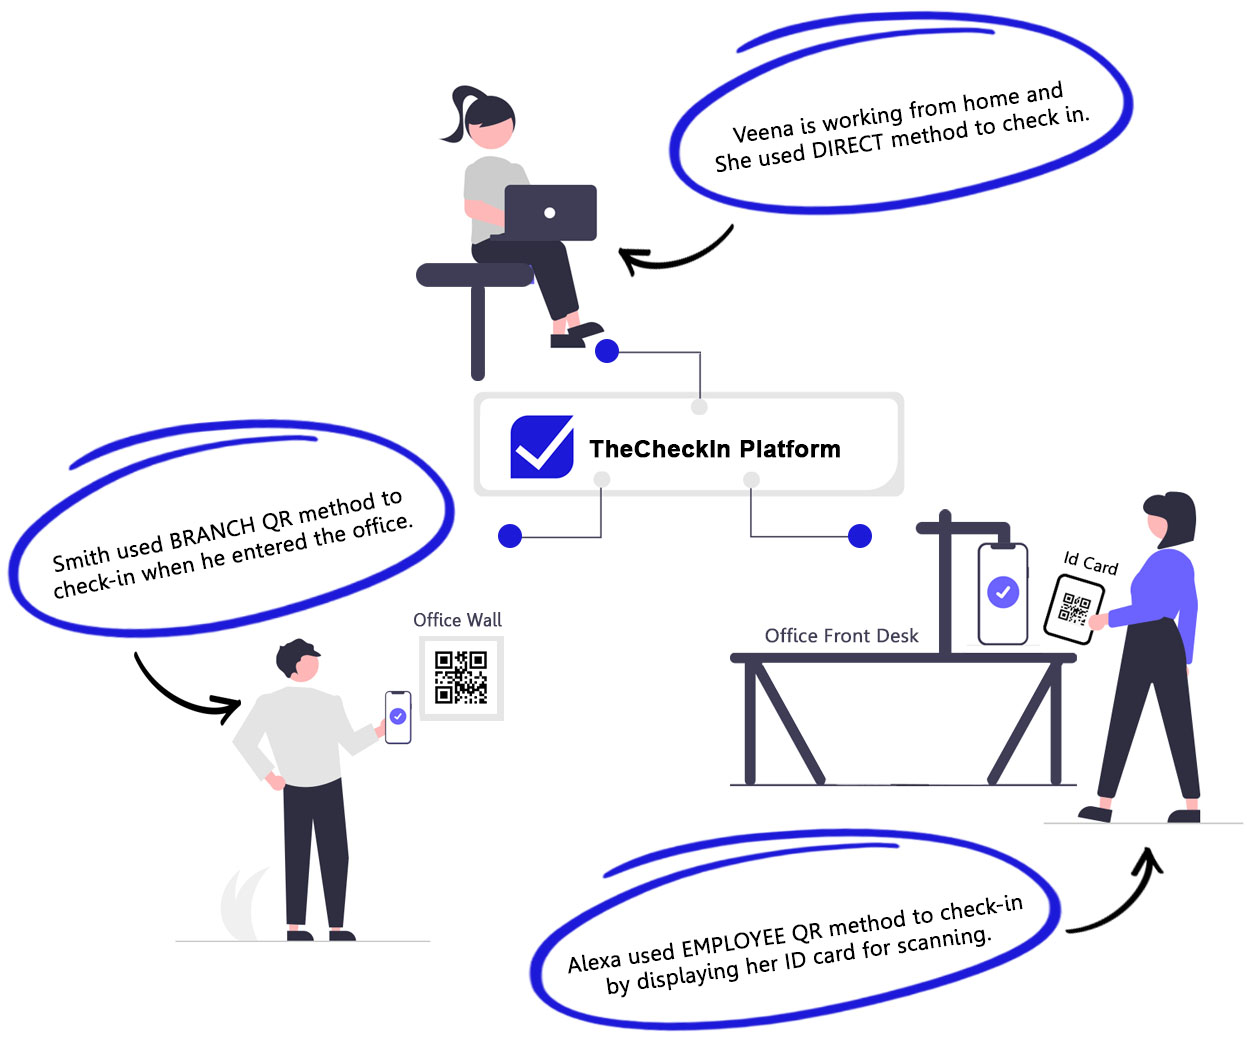 Veena is working from home and
She used DIRECT method to check in.
TheCheckIn Platform
Smith used BRANCH QR method to
check-in when he entered the office.
Office Wall
Id Card
Office Front Desk
Alexa used EMPLOYEE QR method to check-in
by displaying her ID card for scanning.